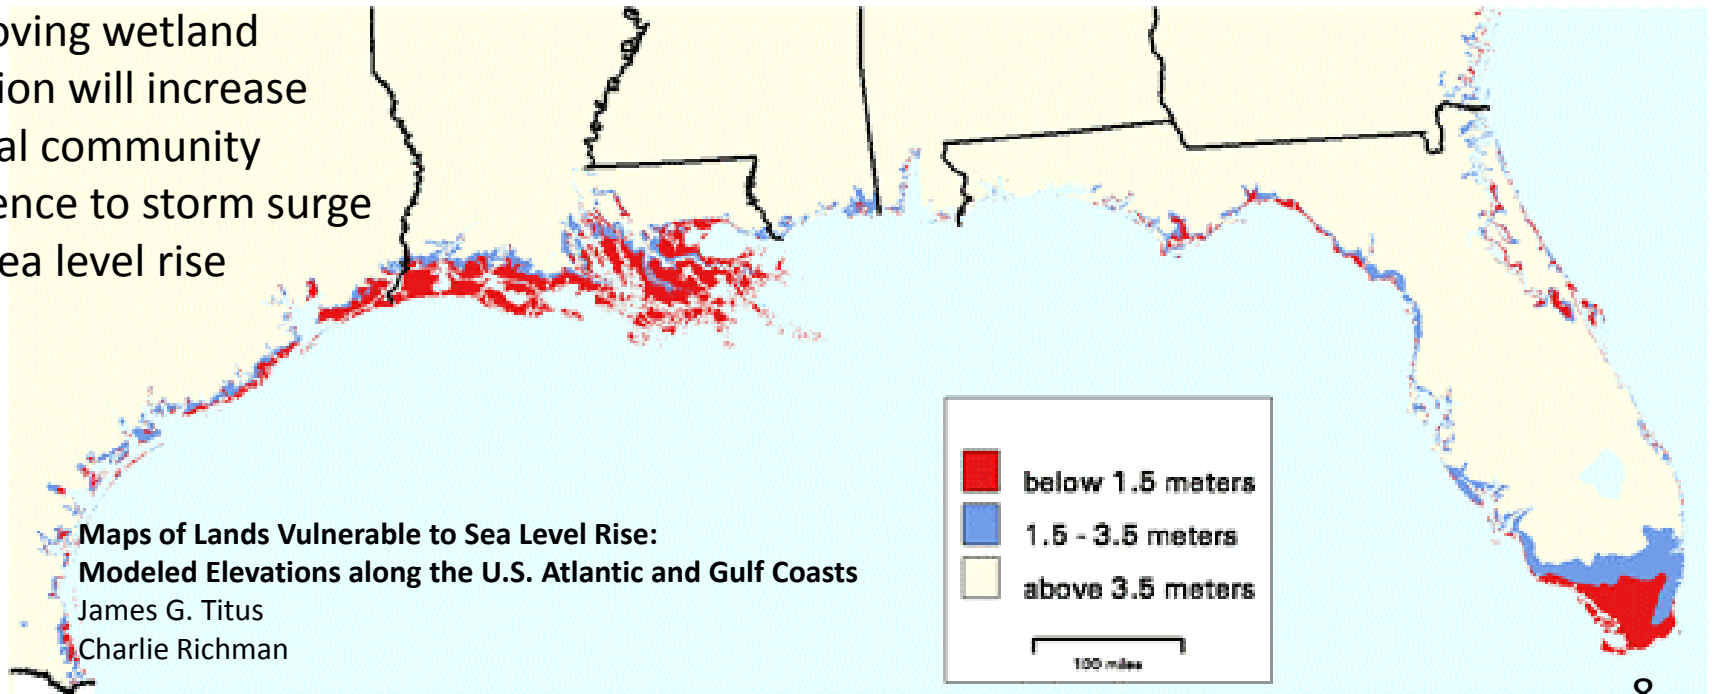 oving wetland
ion will increase
al community
ence to storm surge
ea level rise
below 1.5 meters
1.5 - 3.5 meters
above 3.5 meters
100 miles
Maps of Lands Vulnerable to Sea Level Rise:
Modeled Elevations along the U.S. Atlantic and Gulf Coasts
James G. Titus
Charlie Richman